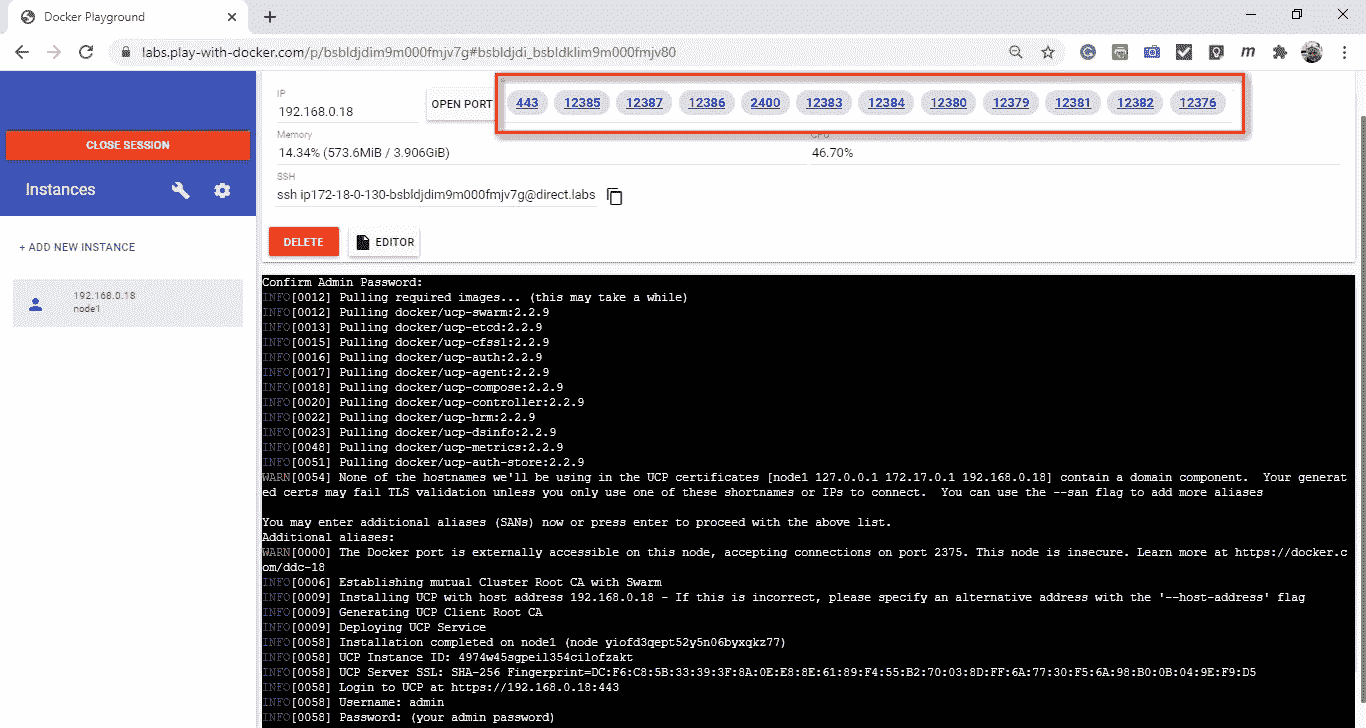 Docker Playground
labs.play-with-docker.com/p/bsbldjdim9m000fmjv7g#bsbldjdi_bsbldklim9m000fmjv80
CLOSE SESSION
Instances
+ ADD NEW INSTANCE
192.168.0.18
node1
IP
192.168.0.18
OPEN PORT
443 12385 12387 12386 2400 12383 12384 12380 12379 12381 12382 12376
Memory
14.34% (573.6MiB / 3.906GiB)
CPU
46.70%
SSH
ssh ip172-18-0-130-bsbldjdim9m000fmjv7g@direct.labs
DELETE
EDITOR
Confirm Admin Password:
INFO[0012] Pulling required images... (this may take a while)
INFO[0012] Pulling docker/ucp-swarm:2.2.9
INFO[0013] Pulling docker/ucp-etcd:2.2.9
INFO[0015] Pulling docker/ucp-cfssl:2.2.9
INFO[0016] Pulling docker/ucp-auth:2.2.9
INFO[0017] Pulling docker/ucp-agent:2.2.9
INFO[0018] Pulling docker/ucp-compose:2.2.9
INFO[0020] Pulling docker/ucp-controller:2.2.9
INFO[0022] Pulling docker/ucp-hrm:2.2.9
INFO[0023] Pulling docker/ucp-dsinfo:2.2.9
INFO[0048] Pulling docker/ucp-metrics:2.2.9
INFO[0051] Pulling docker/ucp-auth-store:2.2.9
WARN[0054] None of the hostnames we'll be using in the UCP certificates [node1 127.0.0.1 172.17.0.1 192.168.0.18] contain a domain component.  Your generat
ed certs may fail TLS validation unless you only use one of these shortnames or IPs to connect.  You can use the --san flag to add more aliases
You may enter additional aliases (SANs) now or press enter to proceed with the above list.
Additional aliases:
WARN[0000] The Docker port is externally accessible on this node, accepting connections on port 2375. This node is insecure. Learn more at https://docker.c
om/ddc-18
INFO[0006] Establishing mutual Cluster Root CA with Swarm
INFO[0009] Installing UCP with host address 192.168.0.18 - If this is incorrect, please specify an alternative address with the '--host-address' flag
INFO[0009] Generating UCP Client Root CA
INFO[0009] Deploying UCP Service
INFO[0058] Installation completed on node1 (node yiofd3qept52y5n06byxqkz77)
INFO[0058] UCP Instance ID: 4974w45sgpeil354cilofzakt
INFO[0058] UCP Server SSL: SHA-256 Fingerprint=DC:F6:C8:5B:33:39:3F:8A:0E:E8:8E:61:89:F4:55:B2:70:03:8D:FF:6A:77:30:F5:6A:98:B0:0B:04:9E:F9:D5
INFO[0058] Login to UCP at https://192.168.0.18:443
INFO[0058] Username: admin
INFO[0058] Password: (your admin password)